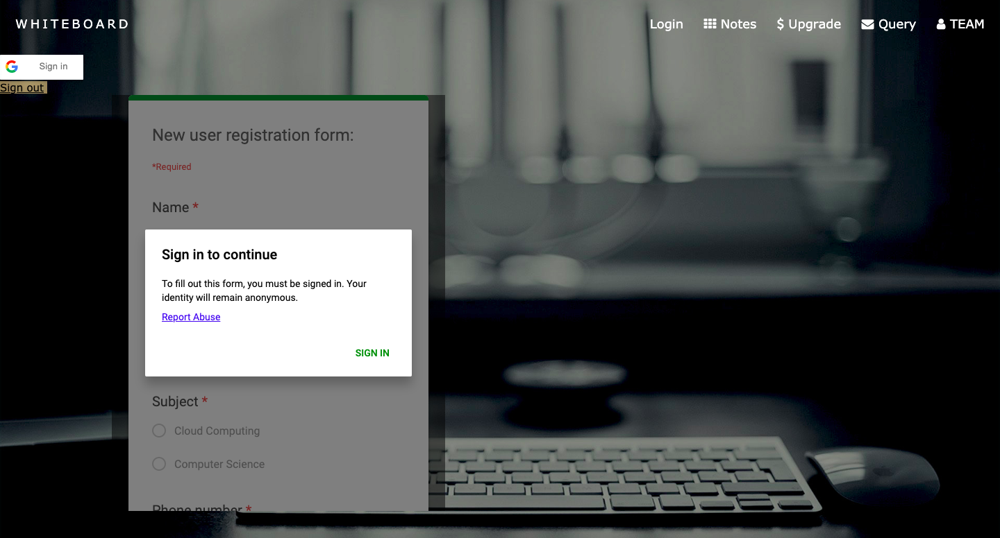 WHITEBOARD
Login Notes $ Upgrade Query TEAM
Sign in
Sign out
New user registration form:
*Required
Name *
Sign in to continue
To fill out this form, you must be signed in. Your
identity will remain anonymous.
Report Abuse
SIGN IN
Subject *
Cloud Computing
Computer Science
Phone number *